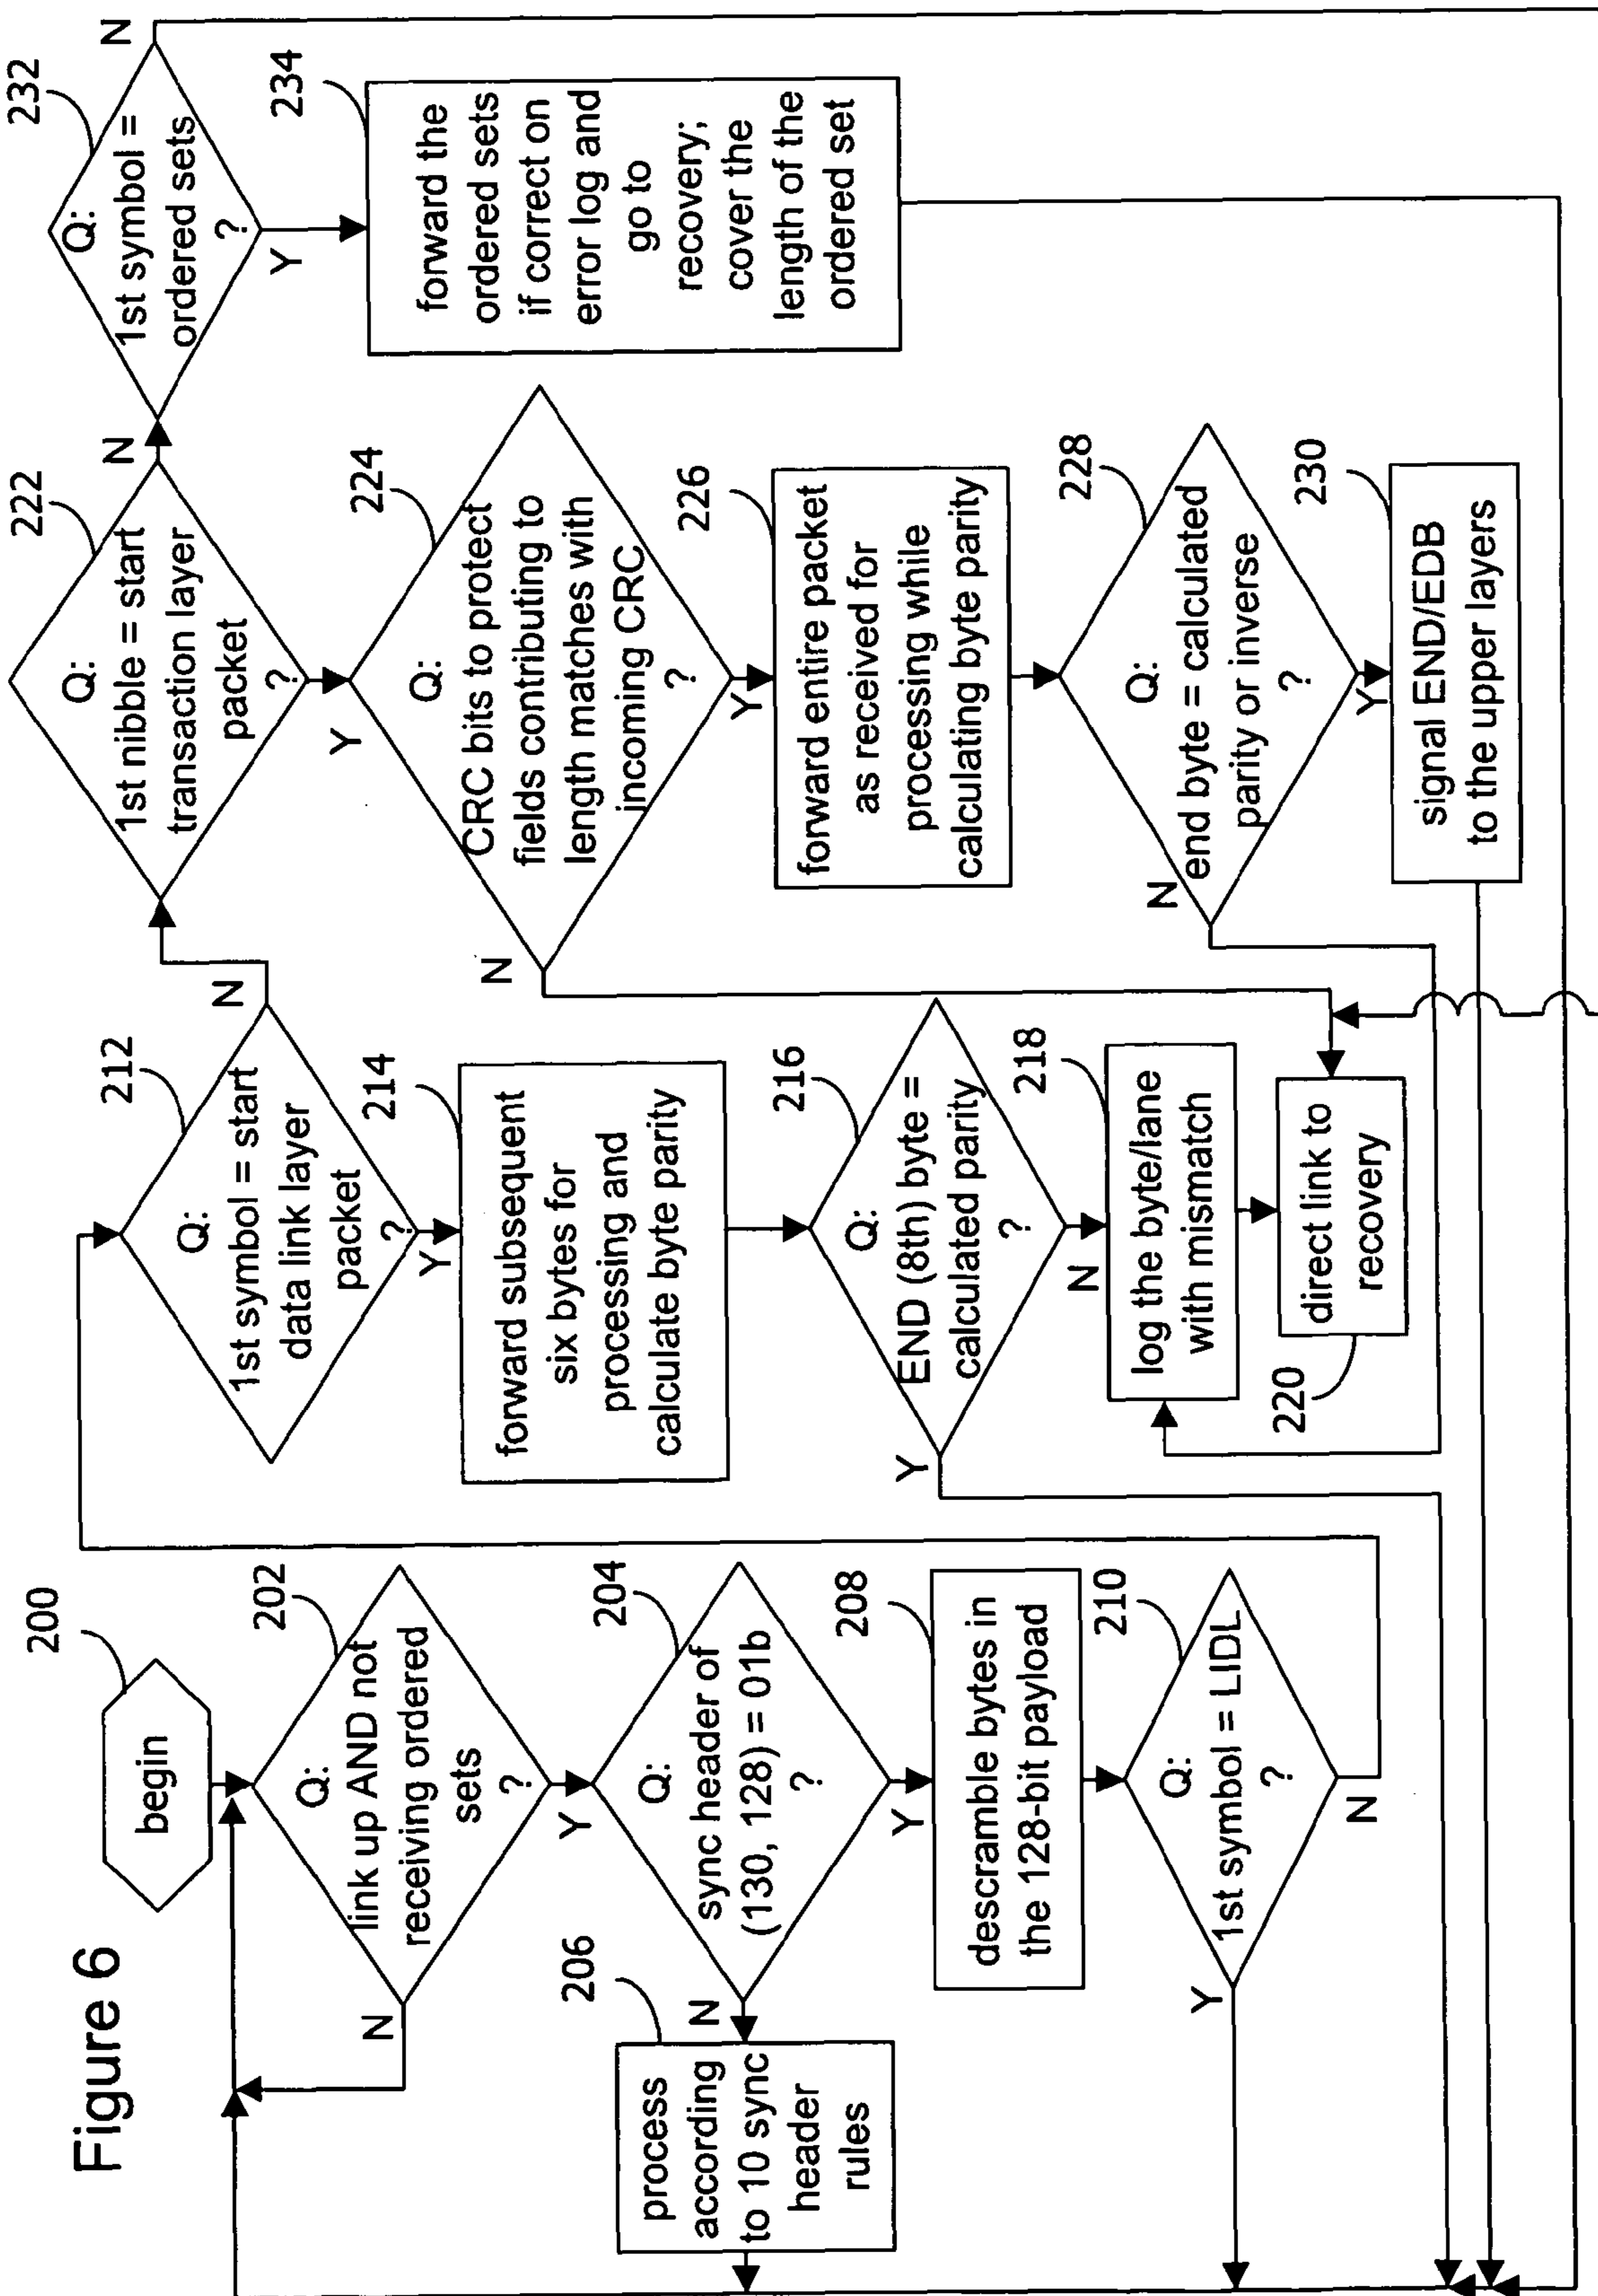 Figure 6
200
begin
202
Q:
link up AND not
receiving ordered
sets
?
N
Y
204
Q:
sync header of
(130, 128) = 01b
?
N
Y
206
process
according
to 10 sync
header
rules
208
descramble bytes in
the 128-bit payload
210
Q:
1st symbol = LIDL
?
Y
N
212
Q:
1st symbol = start
data link layer
packet
?
N
Y
214
forward subsequent
six bytes for
processing and
calculate byte parity
216
Q:
END (8th) byte =
calculated parity
?
Y
N
218
log the byte/lane
with mismatch
220
direct link to
recovery
222
Q:
1st nibble = start
transaction layer
packet
?
N
Y
224
Q:
CRC bits to protect
fields contributing to
length matches with
incoming CRC
?
N
Y
226
forward entire packet
as received for
processing while
calculating byte parity
228
Q:
end byte = calculated
parity or inverse
?
N
Y
230
signal END/EDB
to the upper layers
232
Q:
1st symbol =
ordered sets
?
N
Y
234
forward the
ordered sets
if correct on
error log and
go to
recovery;
cover the
length of the
ordered set